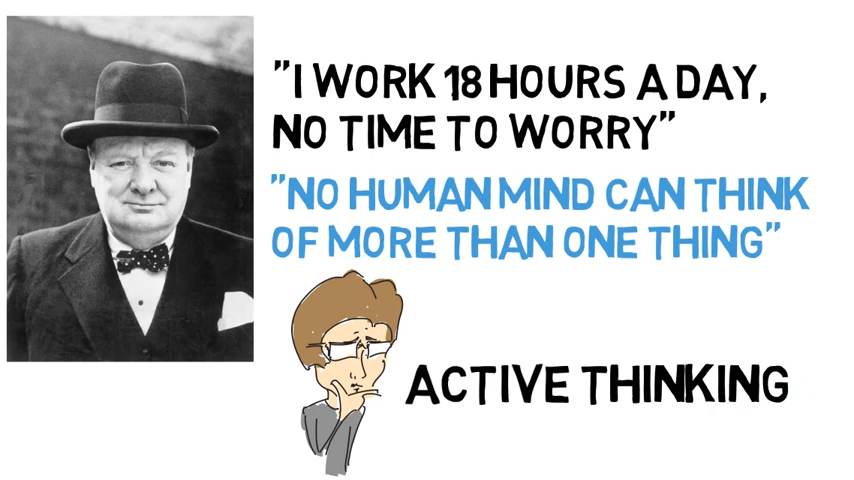 "I WORK 18 HOURS A DAY,
NO TIME TO WORRY"
"NO HUMAN MIND CAN THINK
OF MORE THAN ONE THING"
ACTIVE THINKING